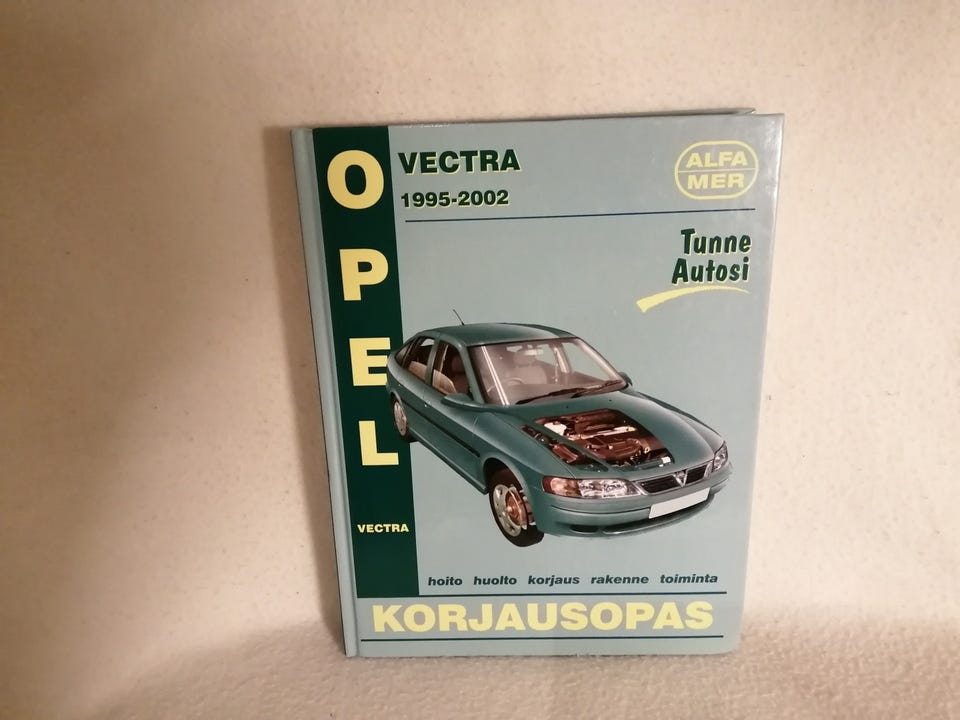 OPEL
VECTRA
1995-2002
ALFA
MER
Tunne
Autosi
VECTRA
hoito huolto korjaus rakenne toiminta
KORJAUSOPAS